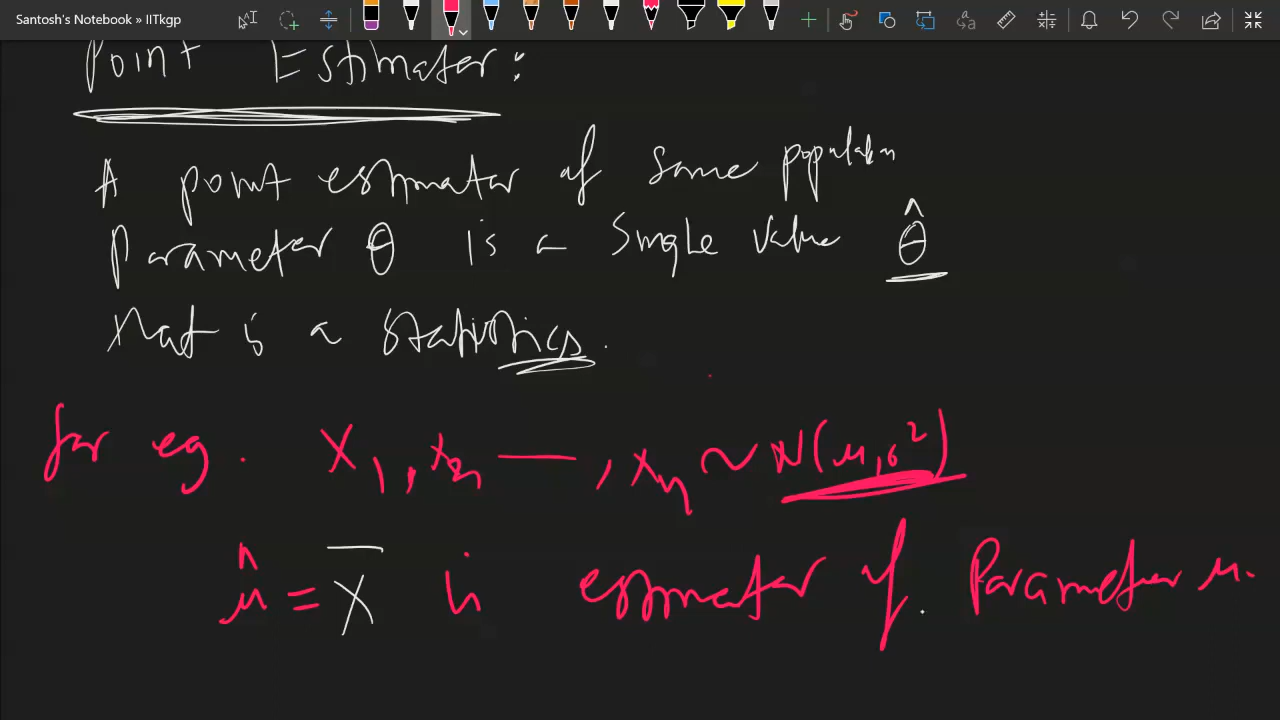 Santosh's Notebook » IITkgp
Point Estimator:
A point estimator of some population
Parameter θ is a single value θ̂
that is a statistics.
for eg. X₁, x₂, —, xₙ ~ N(μ, σ²)
μ̂ = X̄ is estimator of Parameter μ.